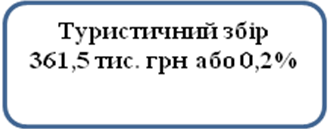 Туристичний збір
361,5 тис. грн або 0,2%